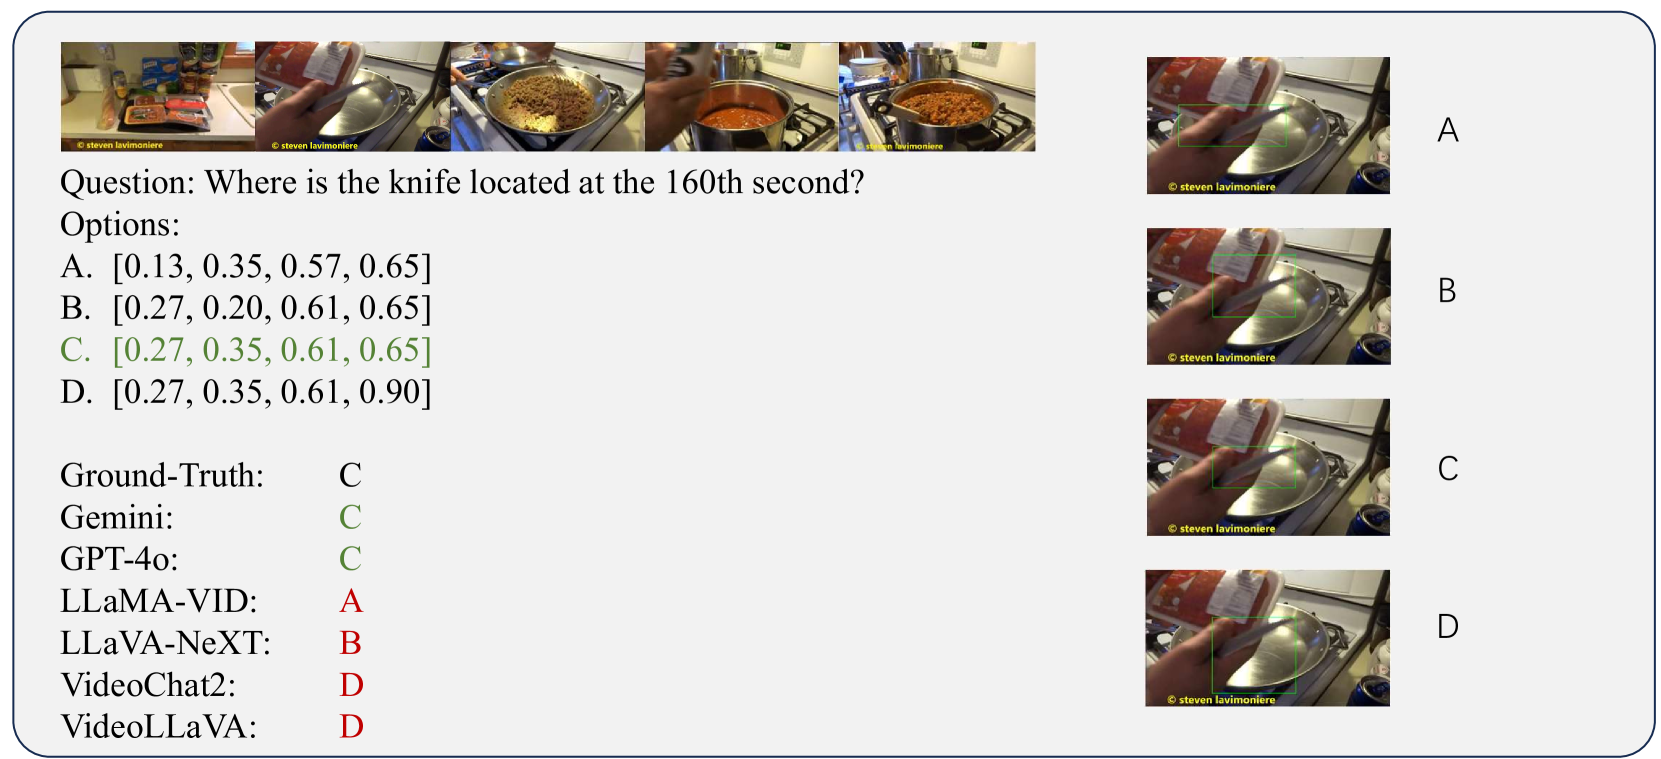 © steven lavimoniere © steven lavimoniere © steven lavimoniere © steven lavimoniere
Question: Where is the knife located at the 160th second?
Options:
A. [0.13, 0.35, 0.57, 0.65]
B. [0.27, 0.20, 0.61, 0.65]
C. [0.27, 0.35, 0.61, 0.65]
D. [0.27, 0.35, 0.61, 0.90]
Ground-Truth: C
Gemini: C
GPT-4o: C
LLaMA-VID: A
LLaVA-NeXT: B
VideoChat2: D
VideoLLaVA: D
© steven lavimoniere
A
© steven lavimoniere
B
© steven lavimoniere
C
© steven lavimoniere
D